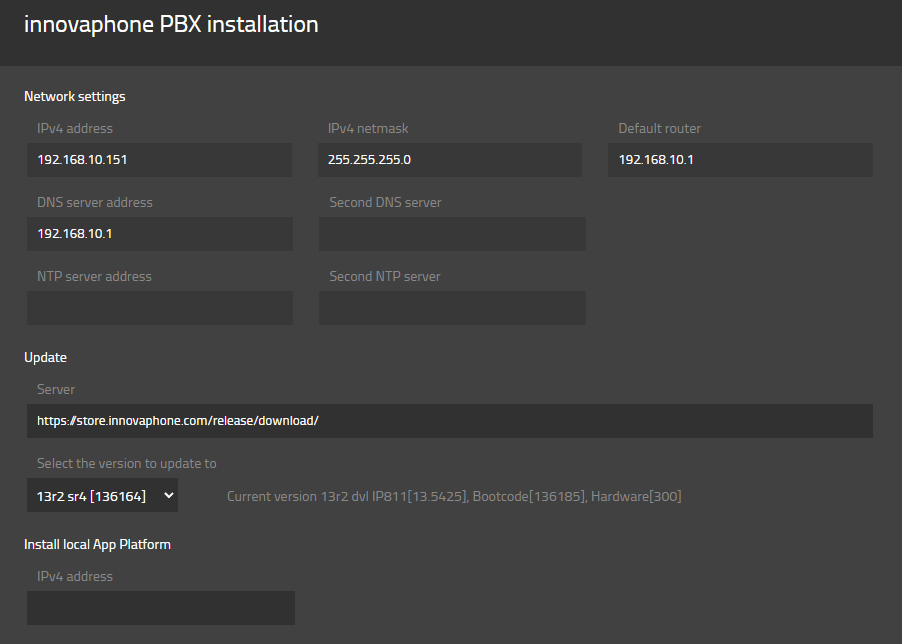 innovaphone PBX installation
Network settings
IPv4 address IPv4 netmask Default router
192.168.10.151 255.255.255.0 192.168.10.1
DNS server address Second DNS server
192.168.10.1
NTP server address Second NTP server
Update
Server
https://store.innovaphone.com/release/download/
Select the version to update to
13r2 sr4 [136164] Current version 13r2 dvl IP811[13.5425], Bootcode[136185], Hardware[300]
Install local App Platform
IPv4 address